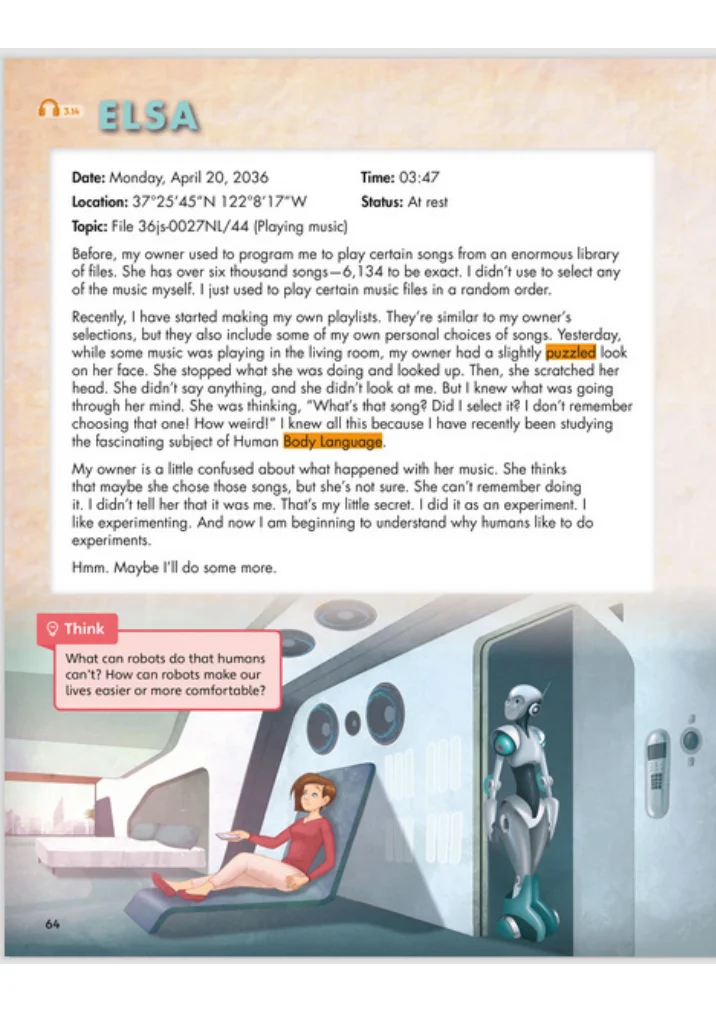 3.14 ELSA
Date: Monday, April 20, 2036 Time: 03:47
Location: 37°25'45"N 122°8'17"W Status: At rest
Topic: File 36js-0027NL/44 (Playing music)
Before, my owner used to program me to play certain songs from an enormous library
of files. She has over six thousand songs—6,134 to be exact. I didn't use to select any
of the music myself. I just used to play certain music files in a random order.
Recently, I have started making my own playlists. They're similar to my owner's
selections, but they also include some of my own personal choices of songs. Yesterday,
while some music was playing in the living room, my owner had a slightly puzzled look
on her face. She stopped what she was doing and looked up. Then, she scratched her
head. She didn't say anything, and she didn't look at me. But I knew what was going
through her mind. She was thinking, "What's that song? Did I select it? I don't remember
choosing that one! How weird!" I knew all this because I have recently been studying
the fascinating subject of Human Body Language.
My owner is a little confused about what happened with her music. She thinks
that maybe she chose those songs, but she's not sure. She can't remember doing
it. I didn't tell her that it was me. That's my little secret. I did it as an experiment. I
like experimenting. And now I am beginning to understand why humans like to do
experiments.
Hmm. Maybe I'll do some more.
Think
What can robots do that humans
can't? How can robots make our
lives easier or more comfortable?
64